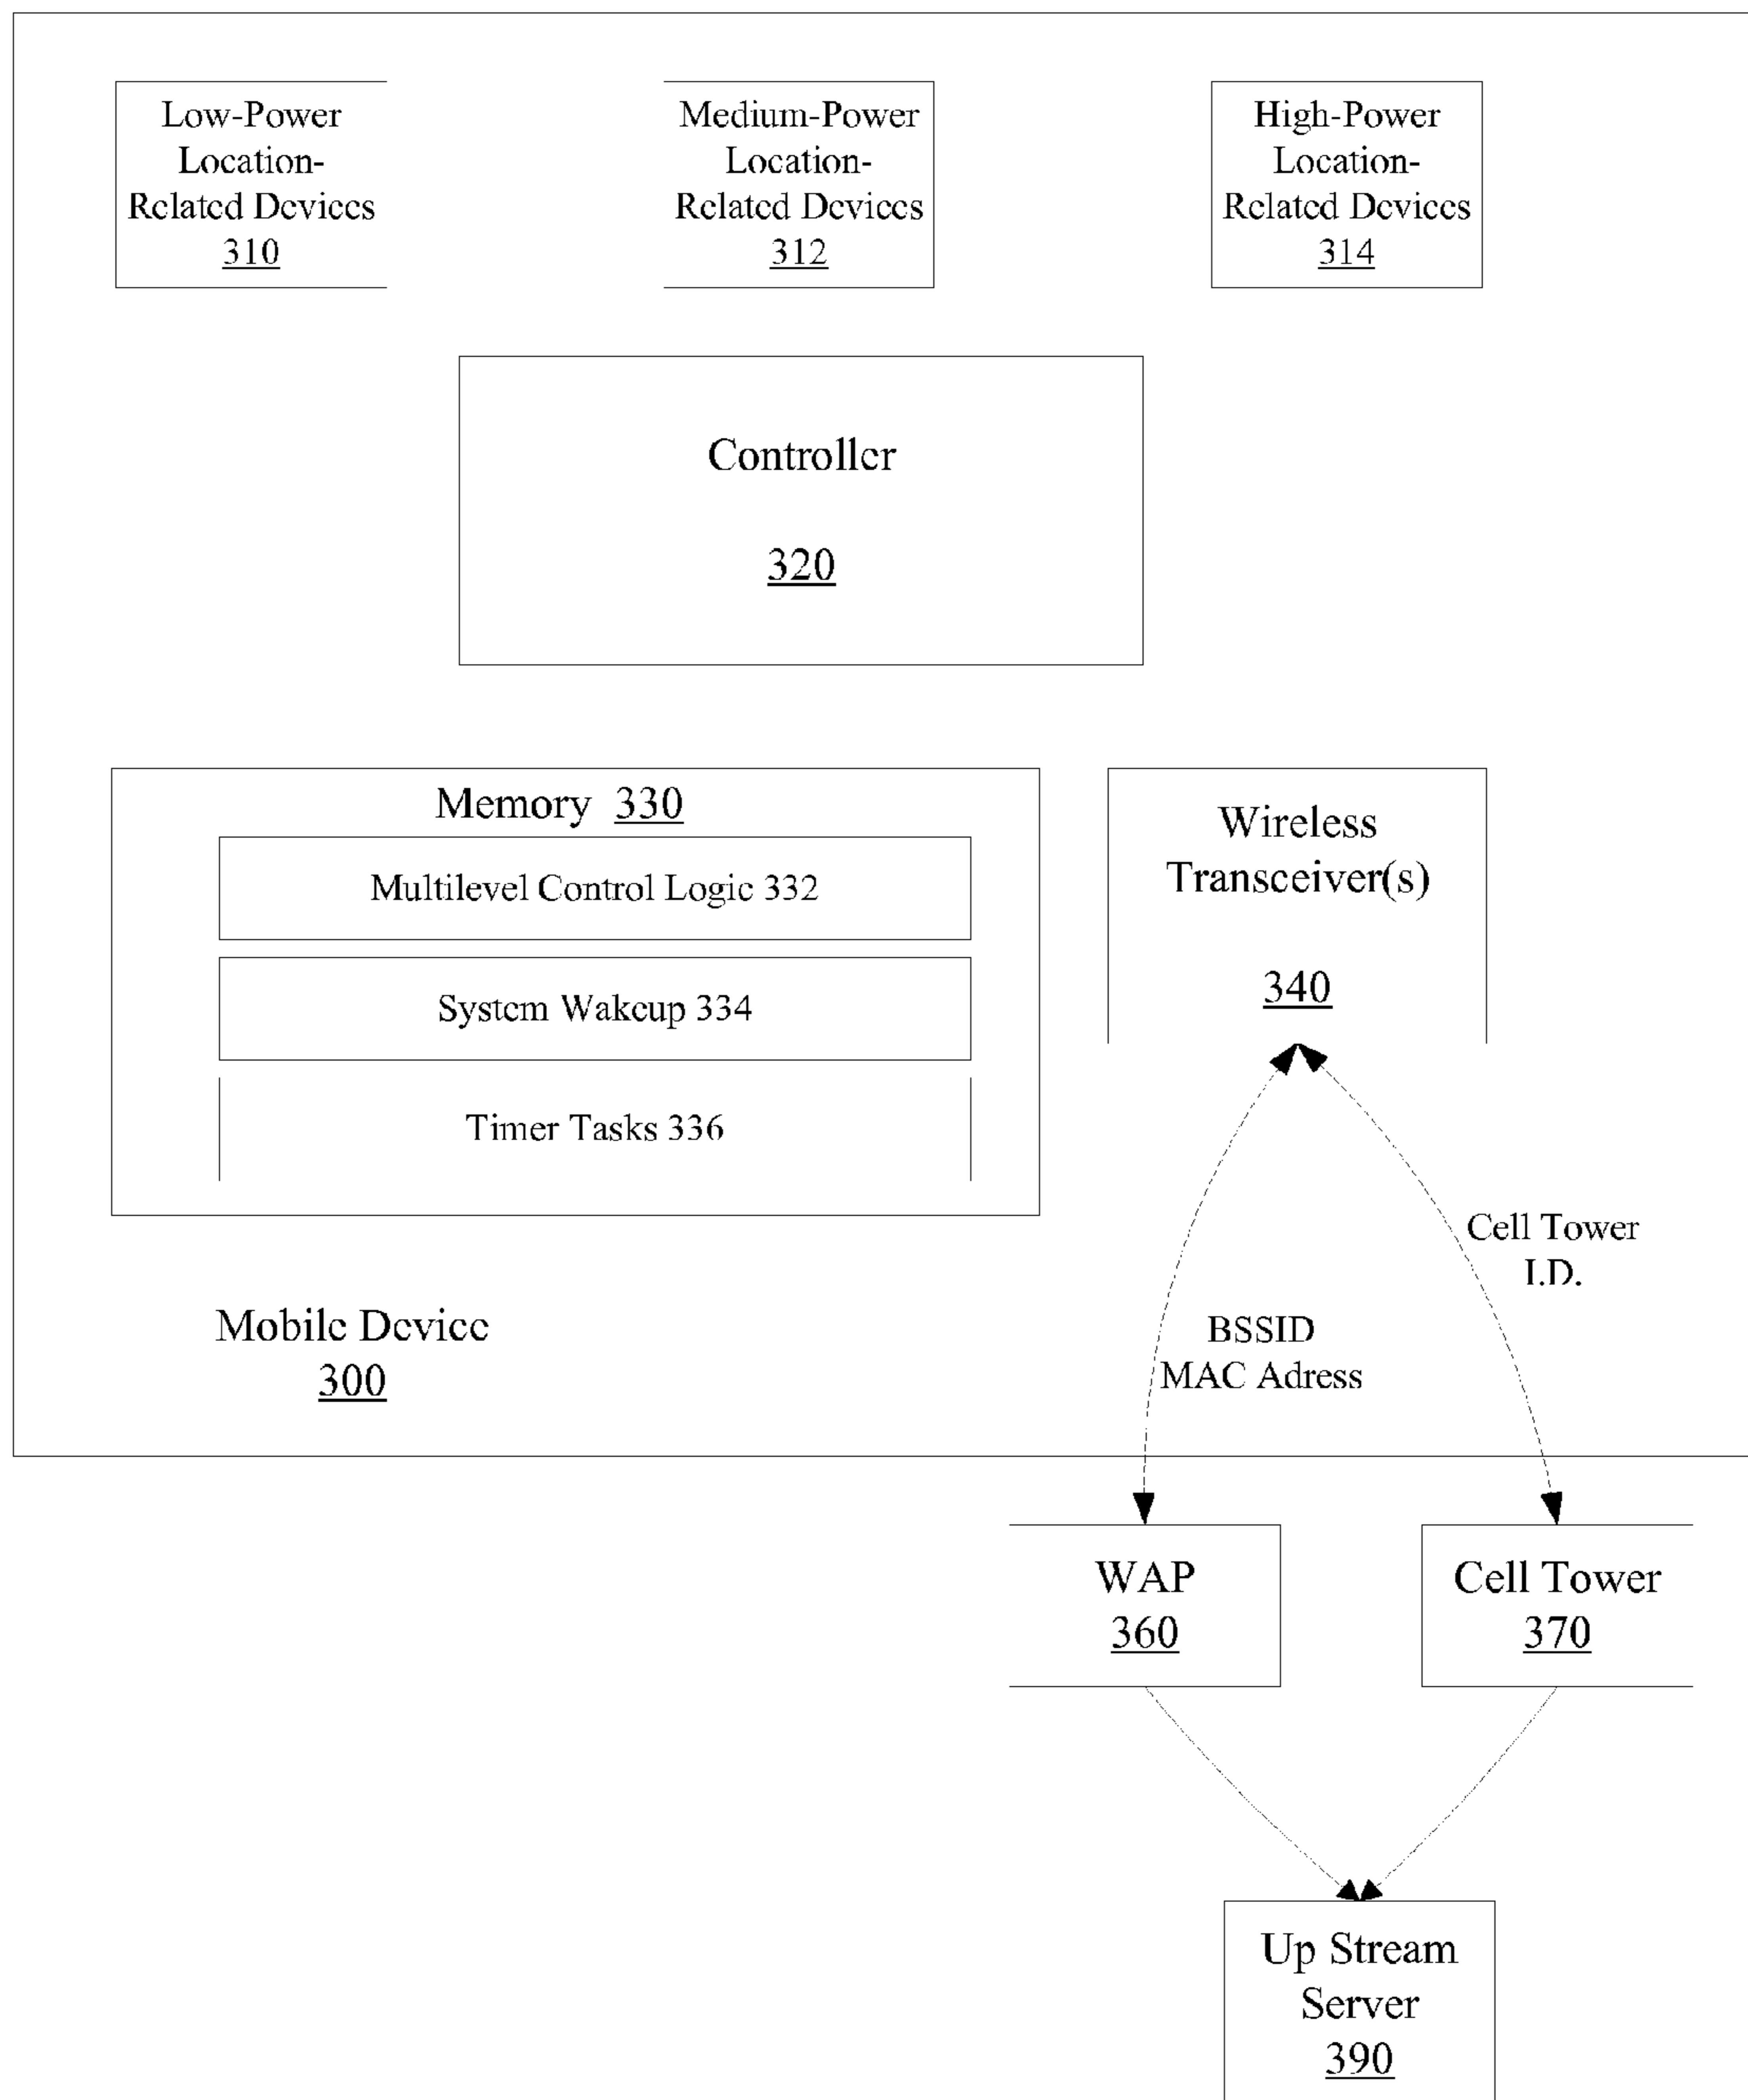 Low-Power
Location-
Related Devices
310
Medium-Power
Location-
Related Devices
312
High-Power
Location-
Related Devices
314
Controller
320
Memory 330
Multilevel Control Logic 332
System Wakeup 334
Timer Tasks 336
Wireless
Transceiver(s)
340
Cell Tower
I.D.
BSSID
MAC Adress
Mobile Device
300
WAP
360
Cell Tower
370
Up Stream
Server
390